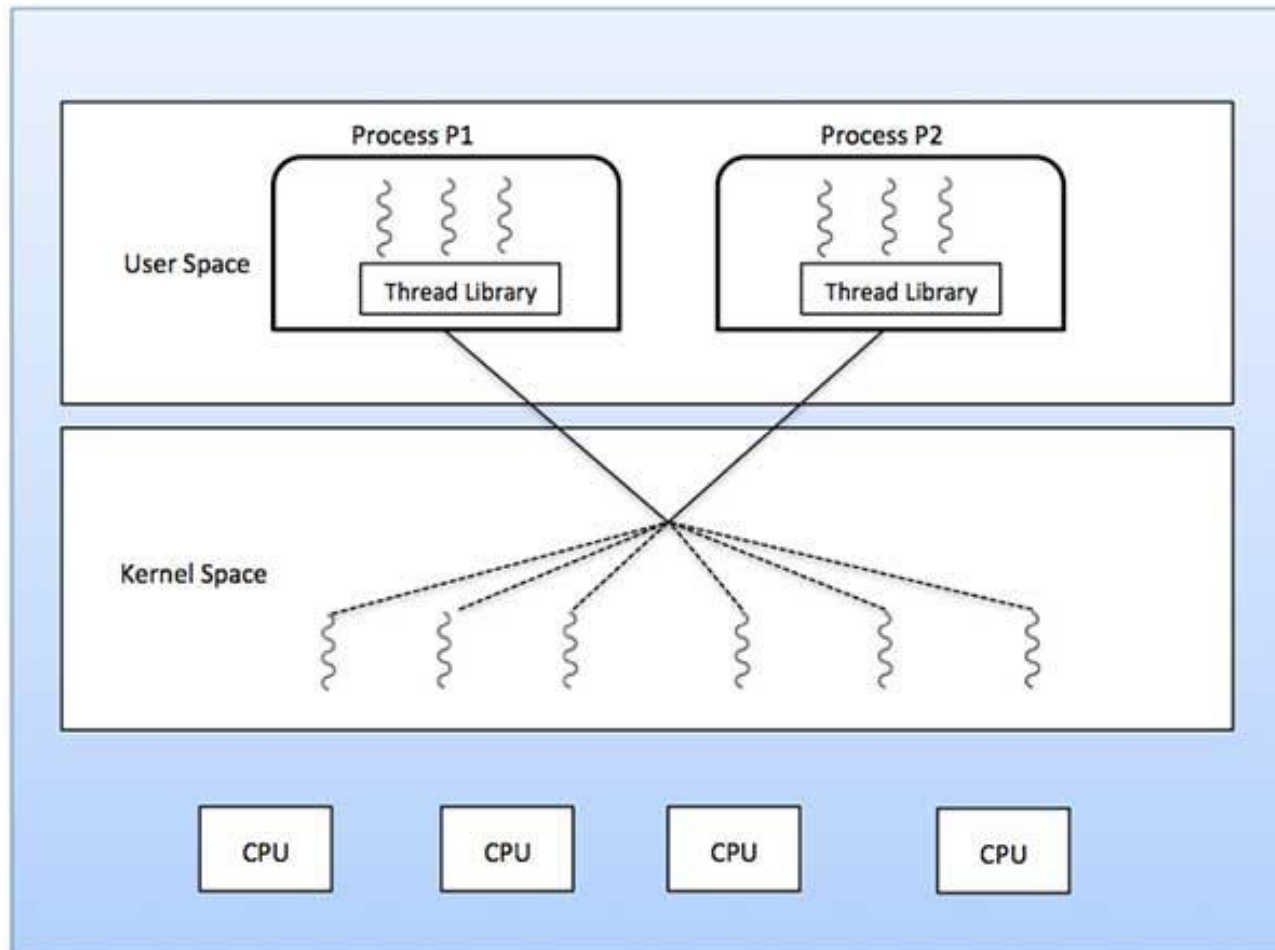 Process P1
Process P2
User Space
Thread Library
Thread Library
Kernel Space
CPU
CPU
CPU
CPU